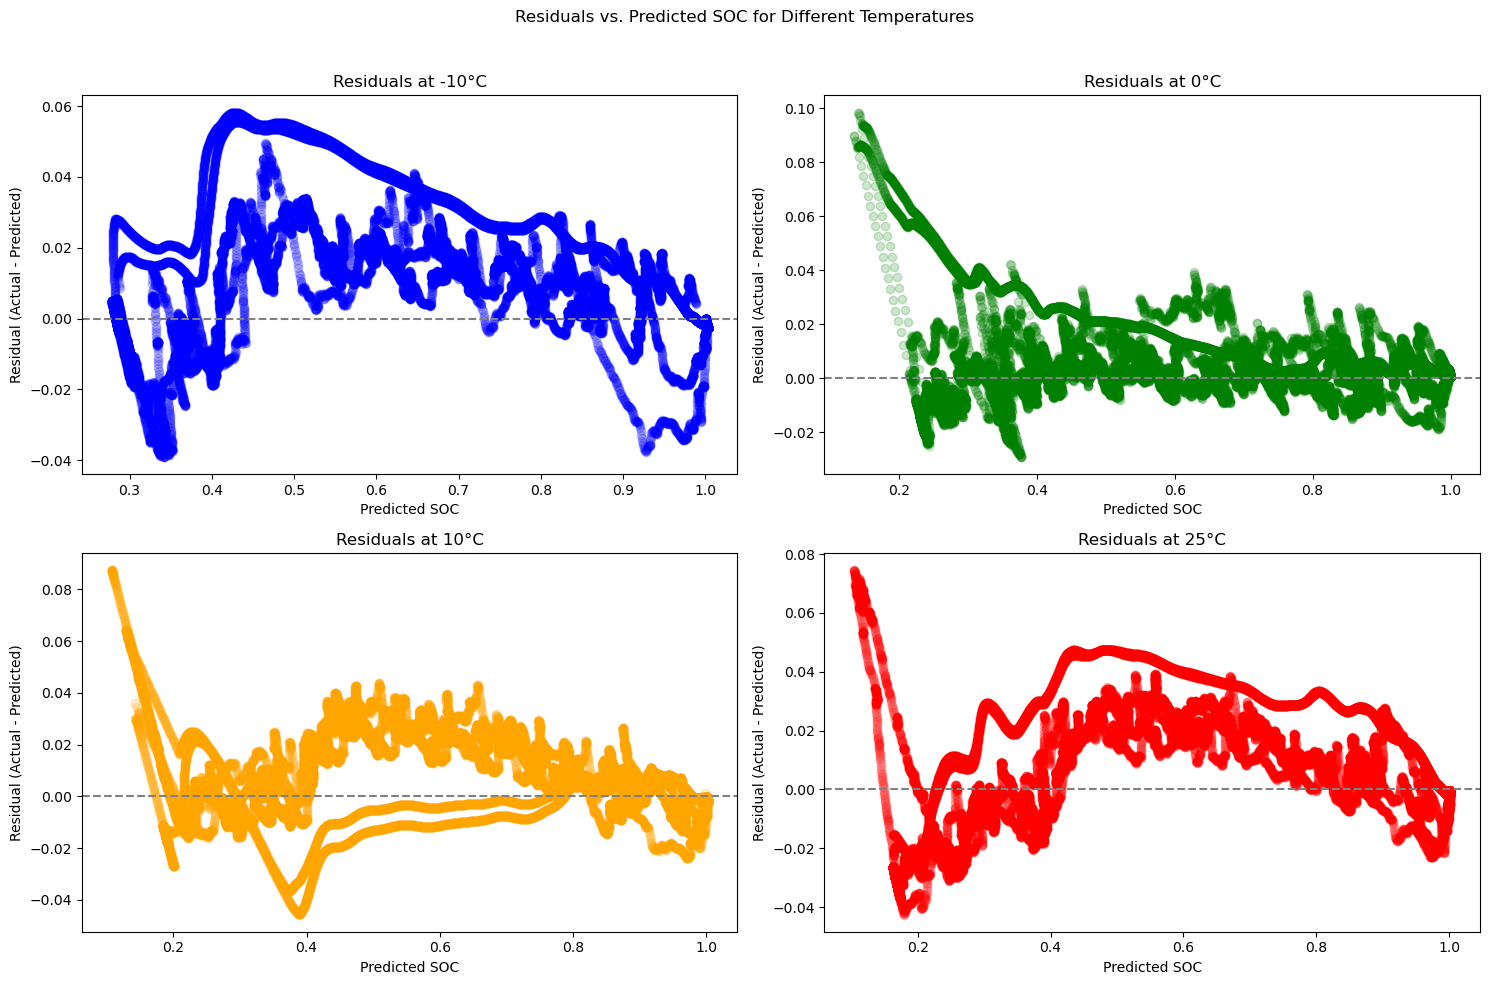 Residuals vs. Predicted SOC for Different Temperatures
Residuals at -10°C
Residual (Actual - Predicted)
0.06
0.04
0.02
0.00
−0.02
−0.04
0.3 0.4 0.5 0.6 0.7 0.8 0.9 1.0
Predicted SOC
Residuals at 0°C
Residual (Actual - Predicted)
0.10
0.08
0.06
0.04
0.02
0.00
−0.02
0.2 0.4 0.6 0.8 1.0
Predicted SOC
Residuals at 10°C
Residual (Actual - Predicted)
0.08
0.06
0.04
0.02
0.00
−0.02
−0.04
0.2 0.4 0.6 0.8 1.0
Predicted SOC
Residuals at 25°C
Residual (Actual - Predicted)
0.08
0.06
0.04
0.02
0.00
−0.02
−0.04
0.2 0.4 0.6 0.8 1.0
Predicted SOC